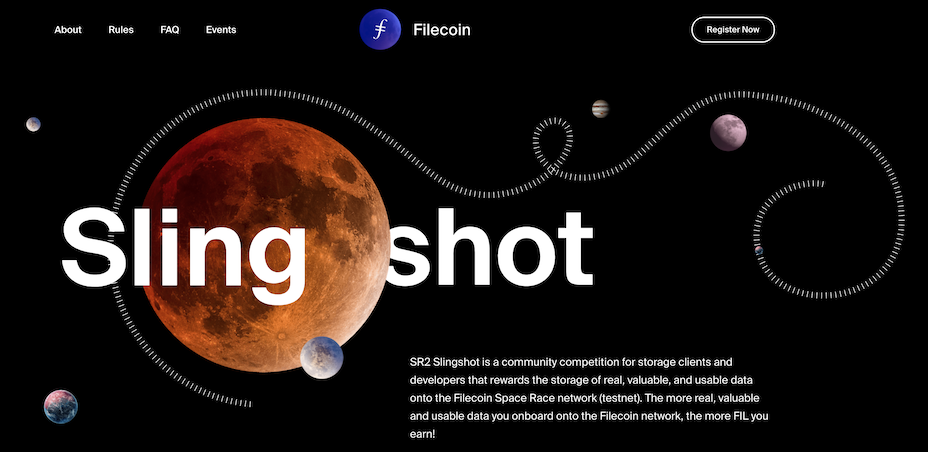 About Rules FAQ Events Filecoin Register Now
Sling shot
SR2 Slingshot is a community competition for storage clients and
developers that rewards the storage of real, valuable, and usable data
onto the Filecoin Space Race network (testnet). The more real, valuable
and usable data you onboard onto the Filecoin network, the more FIL you
earn!